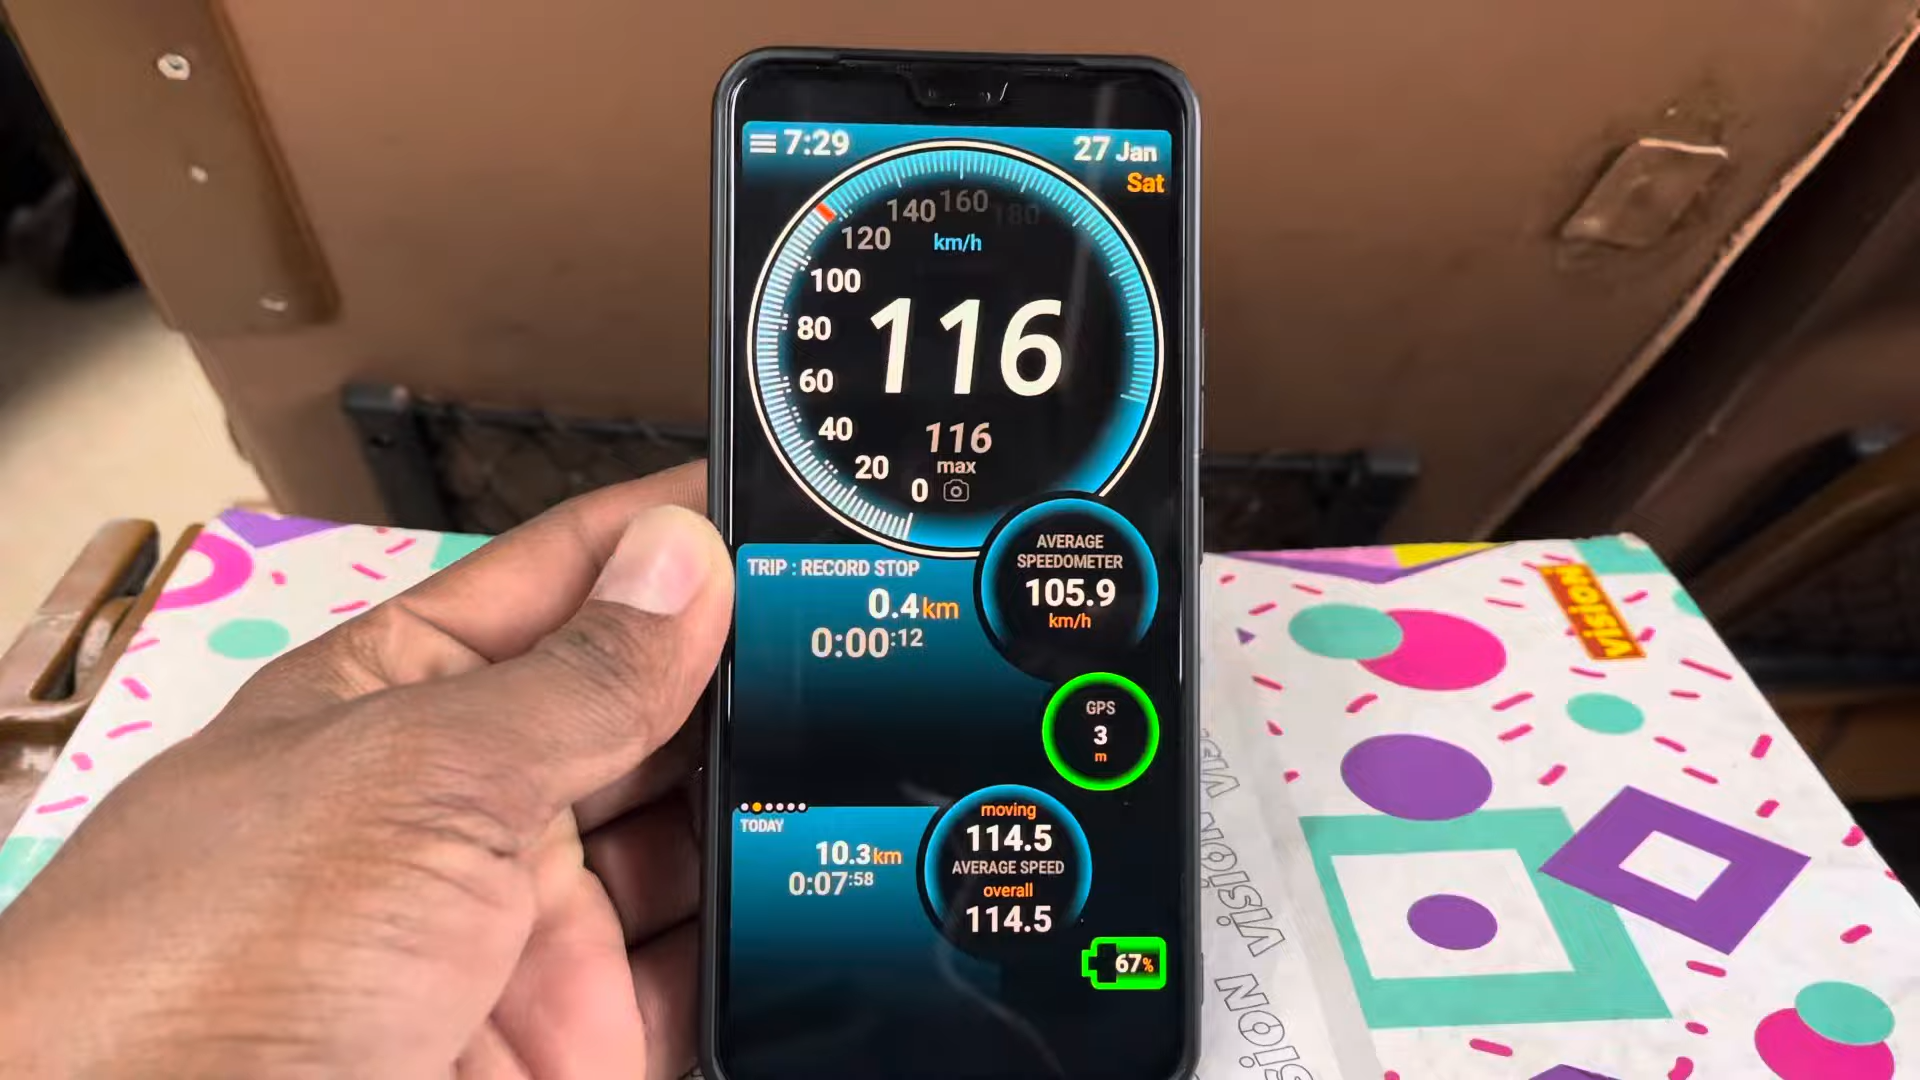 7:29
27 Jan
Sat
140 160 180
120
km/h
100
80
116
60
40
116
20
max
0
TRIP : RECORD STOP
0.4km
0:00:12
AVERAGE
SPEEDOMETER
105.9
km/h
GPS
3
m
TODAY
10.3km
0:07:58
moving
114.5
AVERAGE SPEED
overall
114.5
67%
vision
VISION VISION